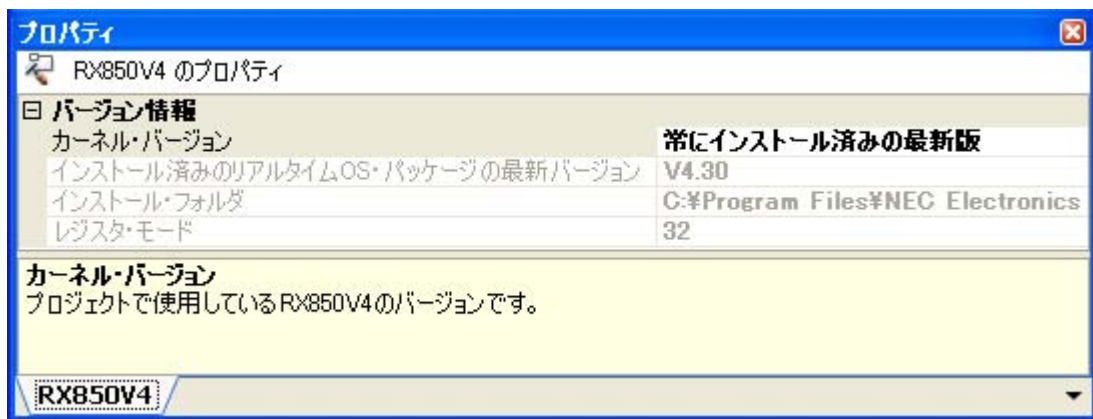 プロパティ
RX850V4 のプロパティ
バージョン情報
カーネル・バージョン 常にインストール済みの最新版
インストール済みのリアルタイムOS・パッケージの最新バージョン V4.30
インストール・フォルダ C:¥Program Files¥NEC Electronics
レジスタ・モード 32
カーネル・バージョン
プロジェクトで使用しているRX850V4のバージョンです。
RX850V4